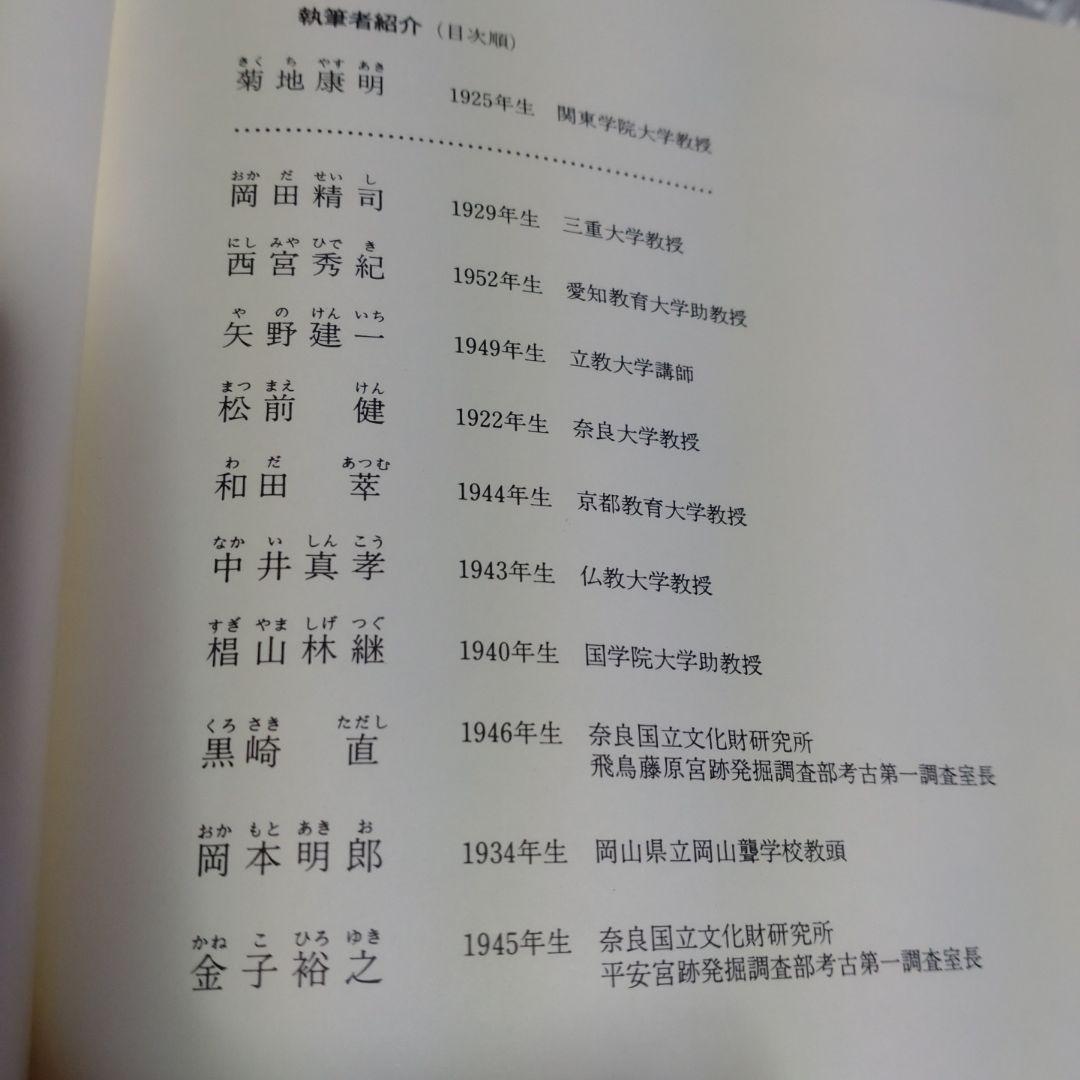 執筆者紹介（目次順）
きく ち やす あき
菊地康明 1925年生 関東学院大学教授
おか だ せい し
岡田精司 1929年生 三重大学教授
にし みや ひで き
西宮秀紀 1952年生 愛知教育大学助教授
や の けん いち
矢野建一 1949年生 立教大学講師
まつ まえ けん
松前 健 1922年生 奈良大学教授
わ だ あつむ
和田 萃 1944年生 京都教育大学教授
なか い しん こう
中井真孝 1943年生 仏教大学教授
すぎ やま しげ つぐ
椙山林継 1940年生 国学院大学助教授
くろ さき ただし
黒崎 直 1946年生 奈良国立文化財研究所
飛鳥藤原宮跡発掘調査部考古第一調査室長
おか もと あき お
岡本明郎 1934年生 岡山県立岡山聾学校教頭
かね こ ひろ ゆき
金子裕之 1945年生 奈良国立文化財研究所
平安宮跡発掘調査部考古第一調査室長